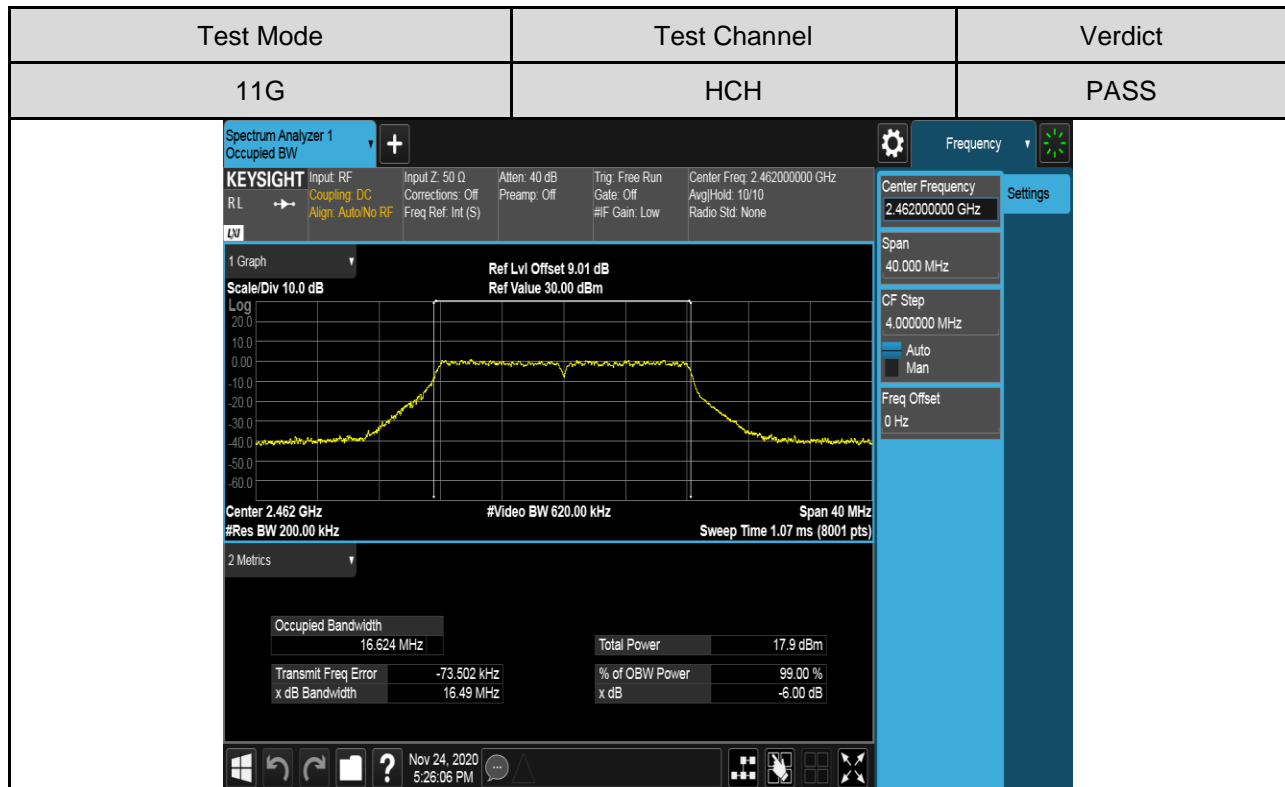 Test Mode Test Channel Verdict
11G HCH PASS
Spectrum Analyzer 1
Occupied BW
+
Frequency
KEYSIGHT
RL
LXI
Input: RF
Coupling: DC
Align: Auto/No RF
Input Z: 50 Ω
Corrections: Off
Freq Ref: Int (S)
Atten: 40 dB
Preamp: Off
Trig: Free Run
Gate: Off
#IF Gain: Low
Center Freq: 2.462000000 GHz
Avg|Hold: 10/10
Radio Std: None
Center Frequency
2.462000000 GHz
Settings
Span
40.000 MHz
CF Step
4.000000 MHz
Auto
Man
Freq Offset
0 Hz
1 Graph
Scale/Div 10.0 dB
Ref Lvl Offset 9.01 dB
Ref Value 30.00 dBm
Log
20.0
10.0
0.00
-10.0
-20.0
-30.0
-40.0
-50.0
-60.0
Center 2.462 GHz #Video BW 620.00 kHz Span 40 MHz
#Res BW 200.00 kHz Sweep Time 1.07 ms (8001 pts)
2 Metrics
Occupied Bandwidth
16.624 MHz Total Power 17.9 dBm
Transmit Freq Error -73.502 kHz % of OBW Power 99.00 %
x dB Bandwidth 16.49 MHz x dB -6.00 dB
?
Nov 24, 2020
5:26:06 PM